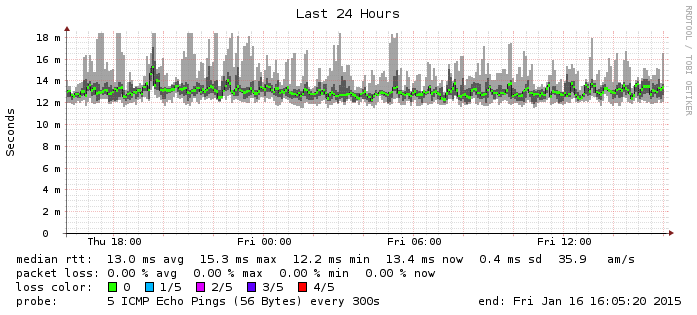 Last 24 Hours
RRDTOOL / TOBI OETIKER
Seconds
18 m
16 m
14 m
12 m
10 m
8 m
6 m
4 m
2 m
0
Thu 18:00 Fri 00:00 Fri 06:00 Fri 12:00
median rtt: 13.0 ms avg 15.3 ms max 12.2 ms min 13.4 ms now 0.4 ms sd 35.9 am/s
packet loss: 0.00 % avg 0.00 % max 0.00 % min 0.00 % now
loss color: 0 1/5 2/5 3/5 4/5
probe: 5 ICMP Echo Pings (56 Bytes) every 300s end: Fri Jan 16 16:05:20 2015